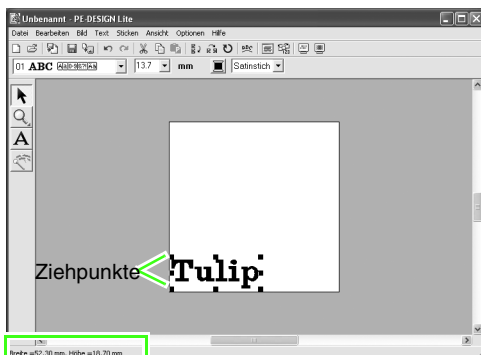 Unbenannt - PE-DESIGN Lite
Datei Bearbeiten Bild Text Sticken Ansicht Optionen Hilfe
01 ABC 13.7 mm Satinstich
A
Ziehpunkte
Tulip
Breite =52.30 mm, Höhe =18.70 mm